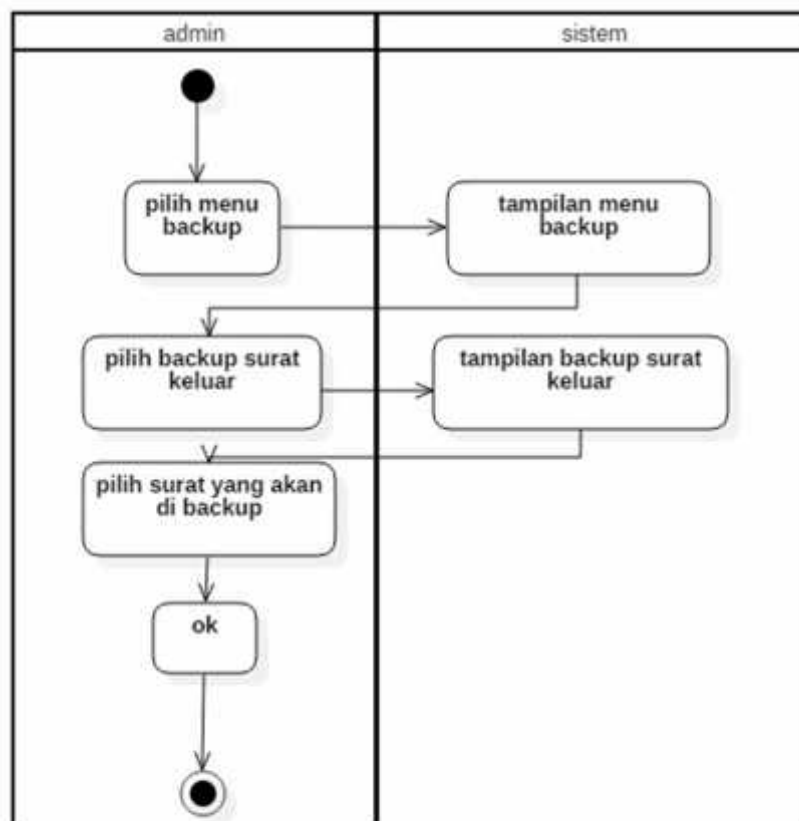 admin
sistem
pilih menu
backup
tampilan menu
backup
pilih backup surat
keluar
tampilan backup surat
keluar
pilih surat yang akan
di backup
ok